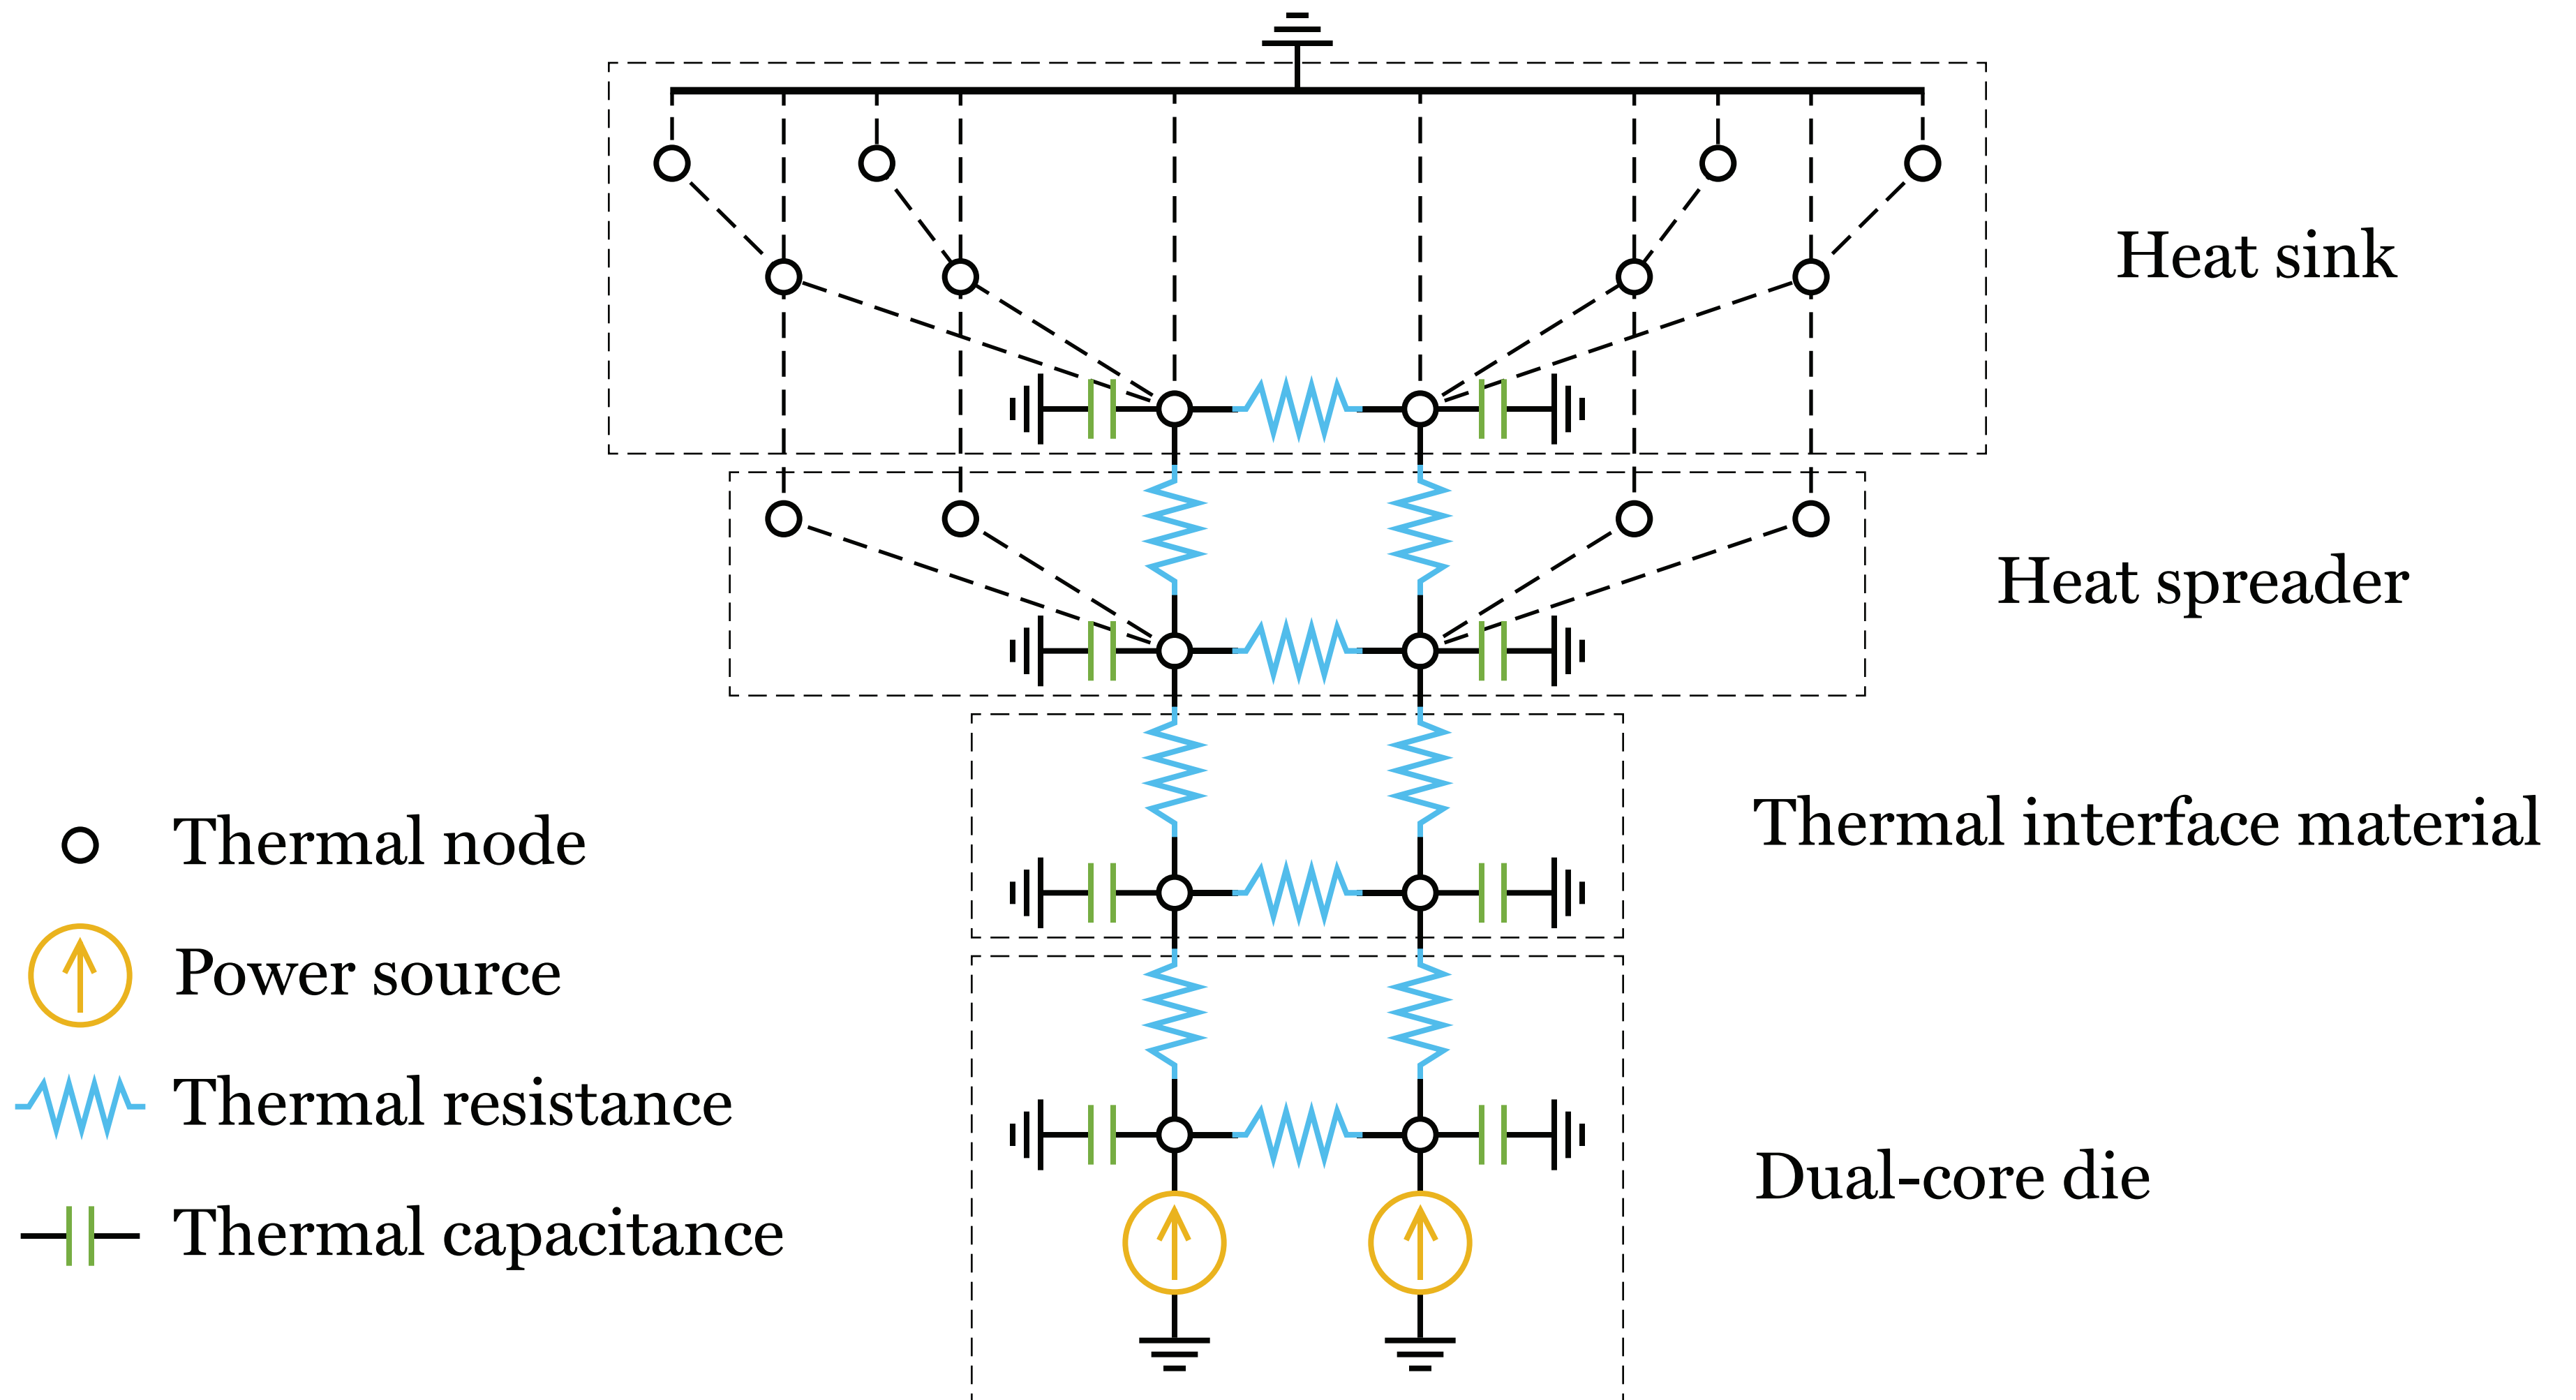 Heat sink
Heat spreader
Thermal interface material
Dual-core die
Thermal node
Power source
Thermal resistance
Thermal capacitance